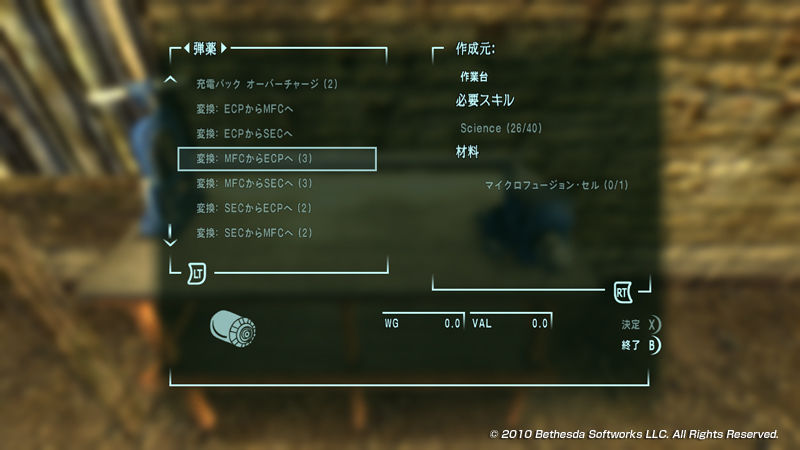 弾薬
充電パック オーバーチャージ (2)
変換: ECPからMFCへ
変換: ECPからSECへ
変換: MFCからECPへ (3)
変換: MFCからSECへ (3)
変換: SECからECPへ (2)
変換: SECからMFCへ (2)
LT
作成元:
作業台
必要スキル
Science (26/40)
材料
マイクロフュージョン・セル (0/1)
RT
WG 0.0
VAL 0.0
決定 X
終了 B
© 2010 Bethesda Softworks LLC. All Rights Reserved.